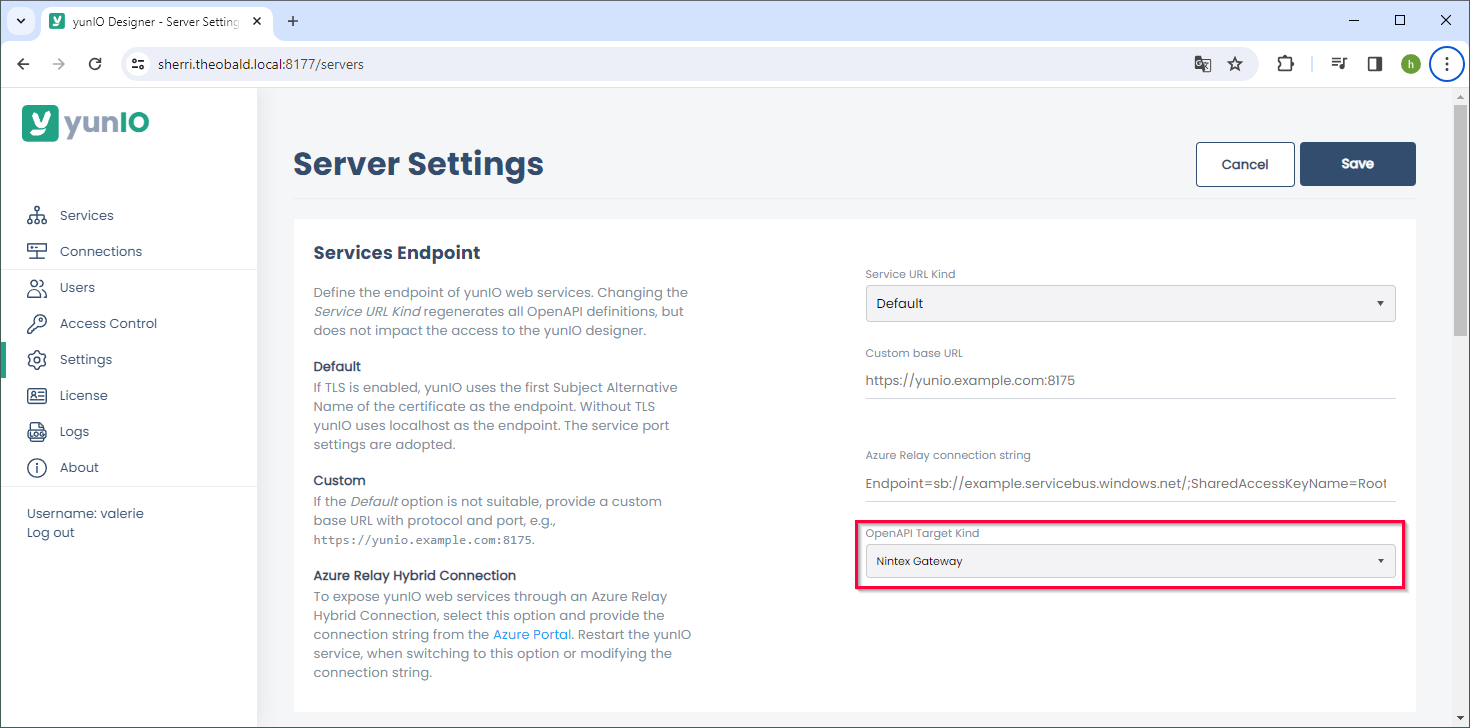 yunIO Designer - Server Setting
sherri.theobald.local:8177/servers
h
yunIO
Services
Connections
Users
Access Control
Settings
License
Logs
About
Username: valerie
Log out
Server Settings
Cancel
Save
Services Endpoint
Define the endpoint of yunIO web services. Changing the
Service URL Kind regenerates all OpenAPI definitions, but
does not impact the access to the yunIO designer.
Default
If TLS is enabled, yunIO uses the first Subject Alternative
Name of the certificate as the endpoint. Without TLS
yunIO uses localhost as the endpoint. The service port
settings are adopted.
Custom
If the Default option is not suitable, provide a custom
base URL with protocol and port, e.g.,
https://yunio.example.com:8175.
Azure Relay Hybrid Connection
To expose yunIO web services through an Azure Relay
Hybrid Connection, select this option and provide the
connection string from the Azure Portal. Restart the yunIO
service, when switching to this option or modifying the
connection string.
Service URL Kind
Default
Custom base URL
https://yunio.example.com:8175
Azure Relay connection string
Endpoint=sb://example.servicebus.windows.net/;SharedAccessKeyName=Root
OpenAPI Target Kind
Nintex Gateway